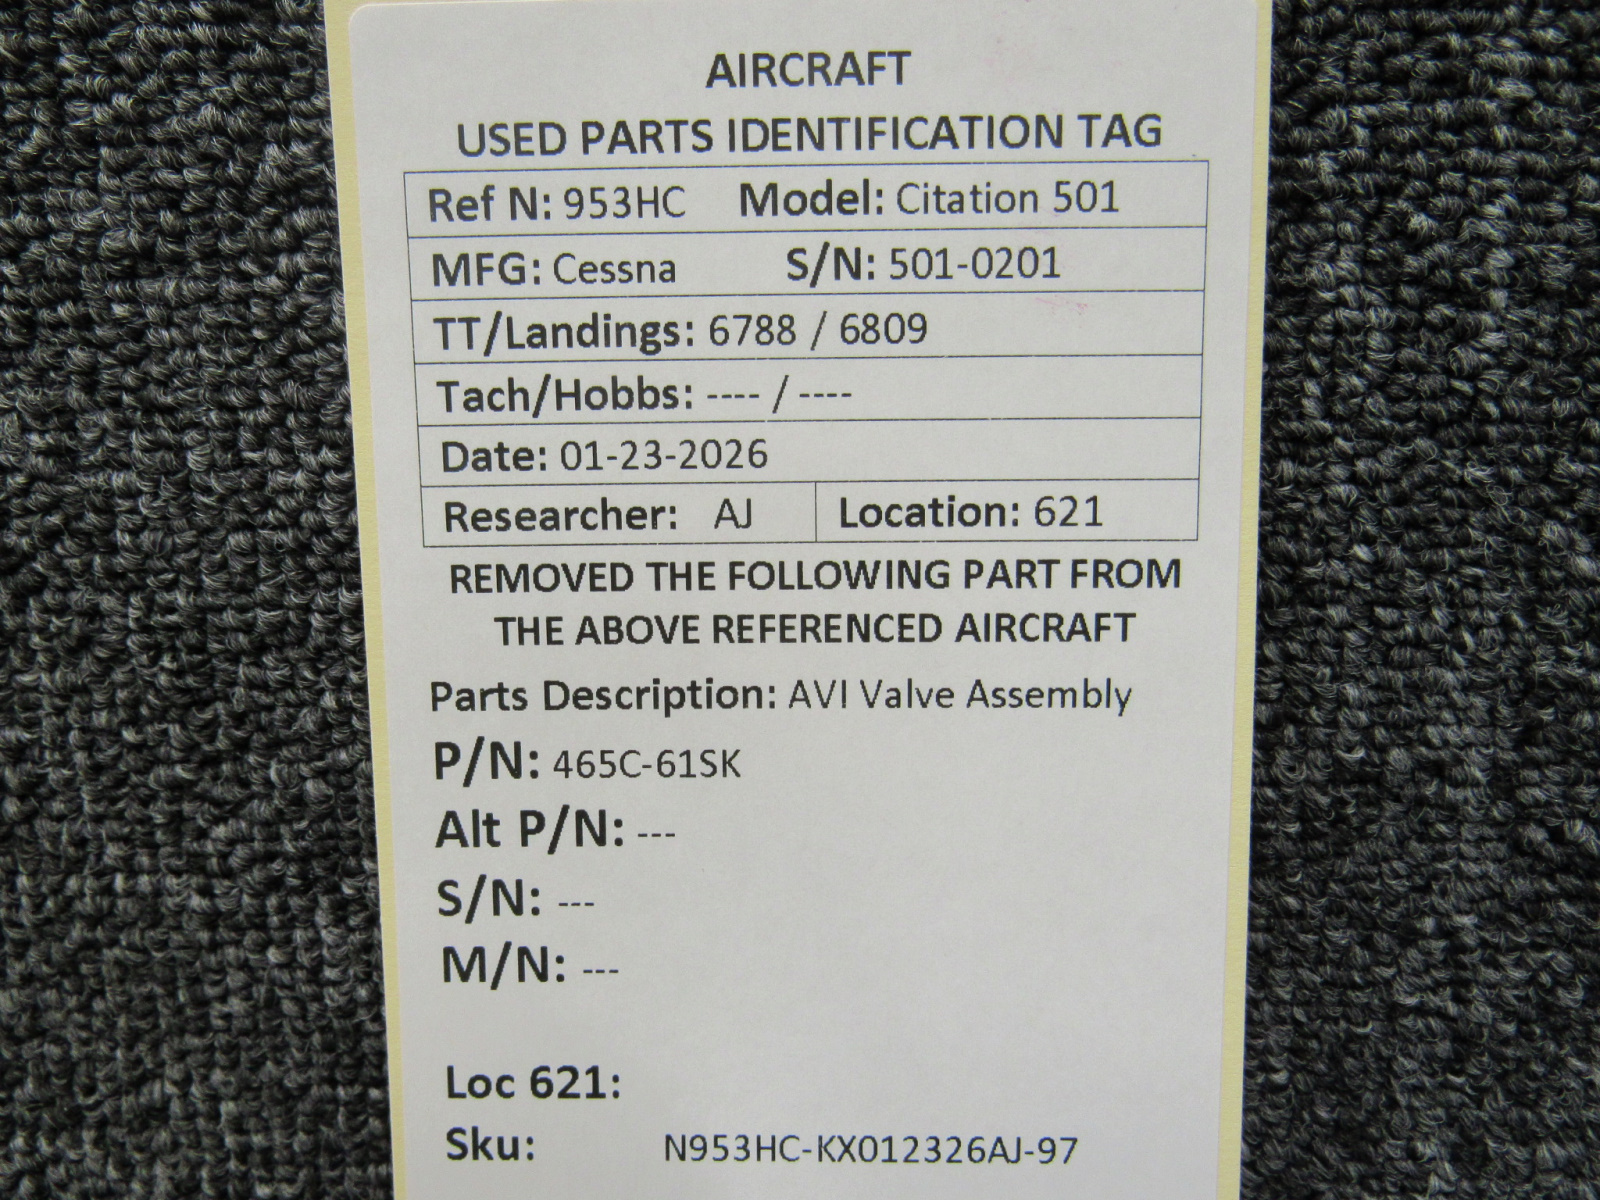 AIRCRAFT
USED PARTS IDENTIFICATION TAG
Ref N: 953HC Model: Citation 501
MFG: Cessna S/N: 501-0201
TT/Landings: 6788 / 6809
Tach/Hobbs: ---- / ----
Date: 01-23-2026
Researcher: AJ Location: 621
REMOVED THE FOLLOWING PART FROM
THE ABOVE REFERENCED AIRCRAFT
Parts Description: AVI Valve Assembly
P/N: 465C-61SK
Alt P/N: ---
S/N: ---
M/N: ---
Loc 621:
Sku: N953HC-KX012326AJ-97